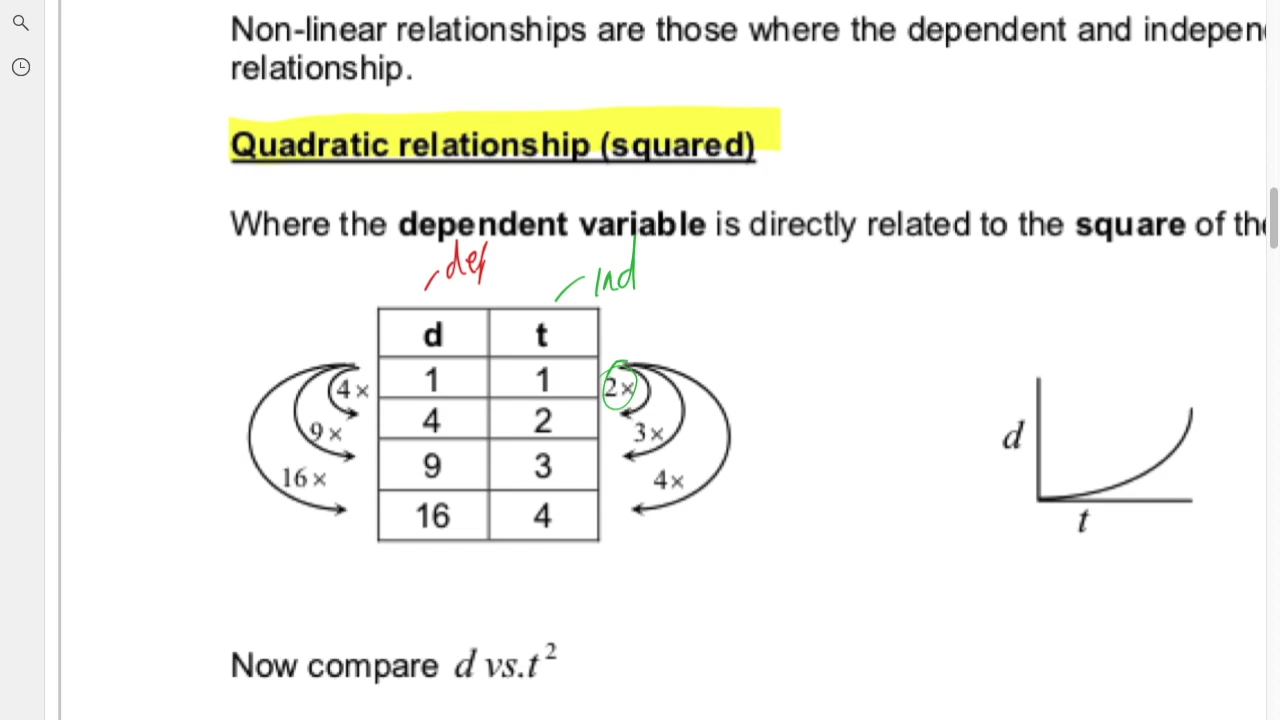 Non-linear relationships are those where the dependent and indepen
relationship.
Quadratic relationship (squared)
Where the dependent variable is directly related to the square of the
dep
ind
d t
4× 1 1 2×
9× 4 2 3×
16× 9 3 4×
16 4
d
t
Now compare d vs. t²